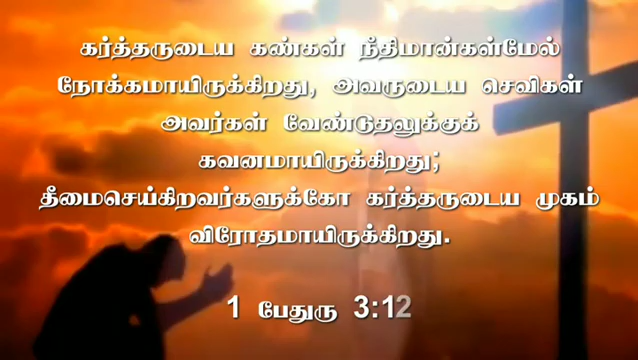 கர்த்தருடைய கண்கள் நீதிமான்கள்மேல்
நோக்கமாயிருக்கிறது, அவருடைய செவிகள்
அவர்கள் வேண்டுதலுக்குக்
கவனமாயிருக்கிறது;
தீமைசெய்கிறவர்களுக்கோ கர்த்தருடைய முகம்
விரோதமாயிருக்கிறது.
1 பேதுரு 3:12